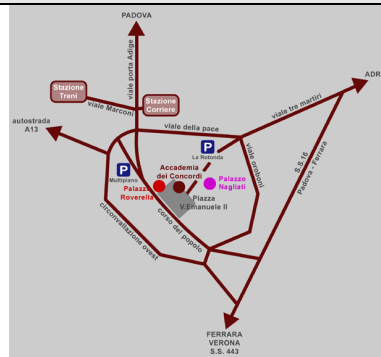 PADOVA
viale porta Adige
Stazione
Treni
viale Marconi
Stazione
Corriere
ADR
autostrada
A13
viale della pace
viale tre martiri
P
La Rotonda
P
Multipiano
Accademia
dei Concordi
Palazzo
Roverella
Palazzo
Nagliati
Piazza
V.Emanuele II
viale oroboni
corso del popolo
circonvallazione ovest
S.S.16
Padova - Ferrara
FERRARA
VERONA
S.S. 443